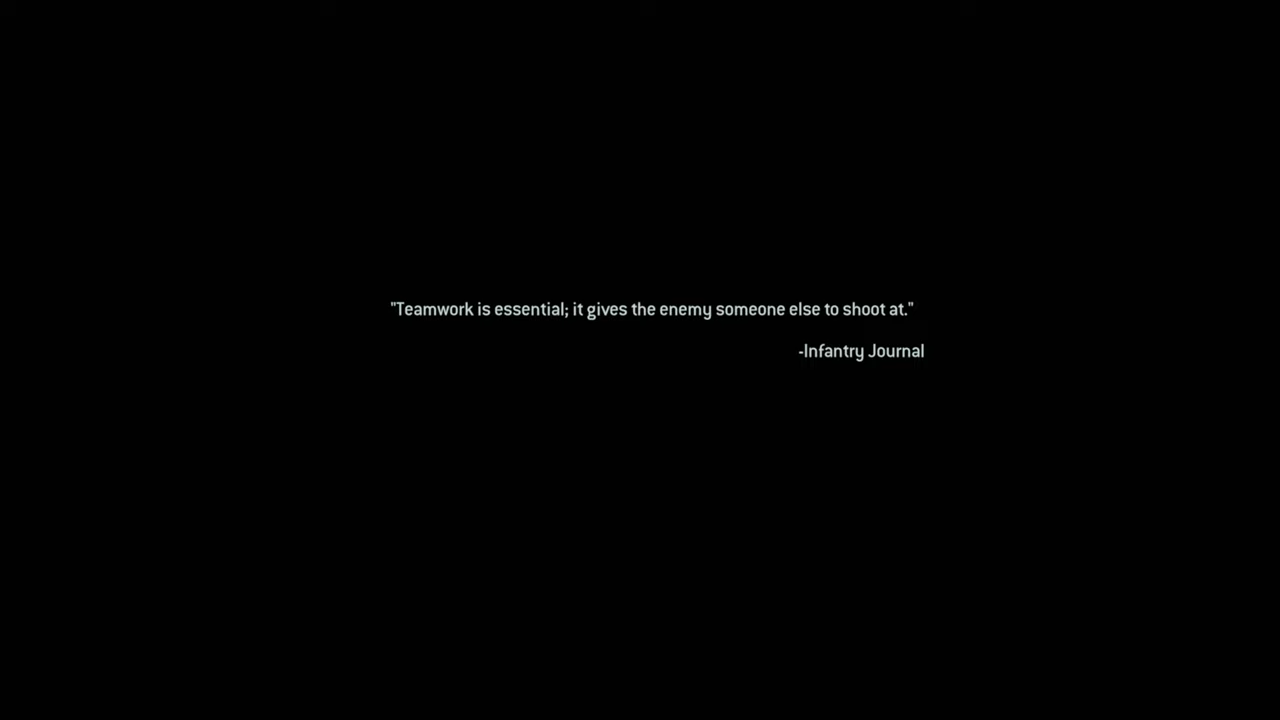 "Teamwork is essential; it gives the enemy someone else to shoot at."
-Infantry Journal